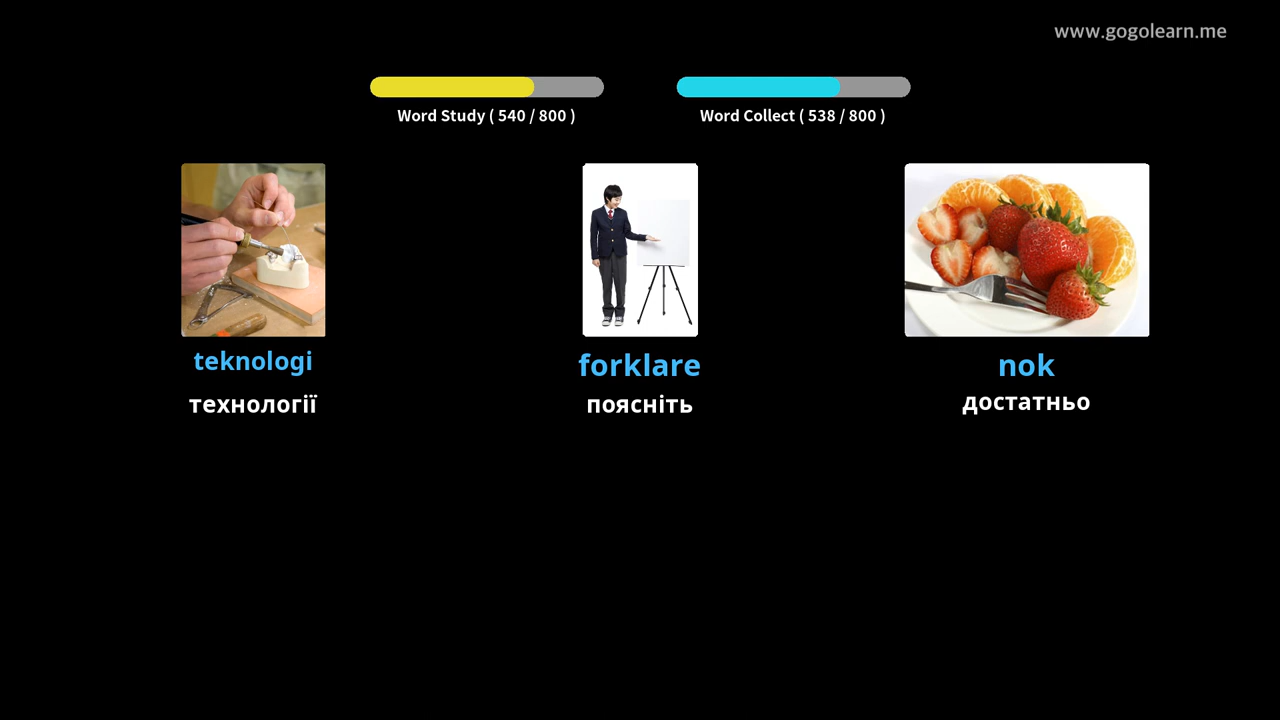 www.gogolearn.me
Word Study ( 540 / 800 )
Word Collect ( 538 / 800 )
teknologi
forklare
nok
технології
поясніть
достатньо